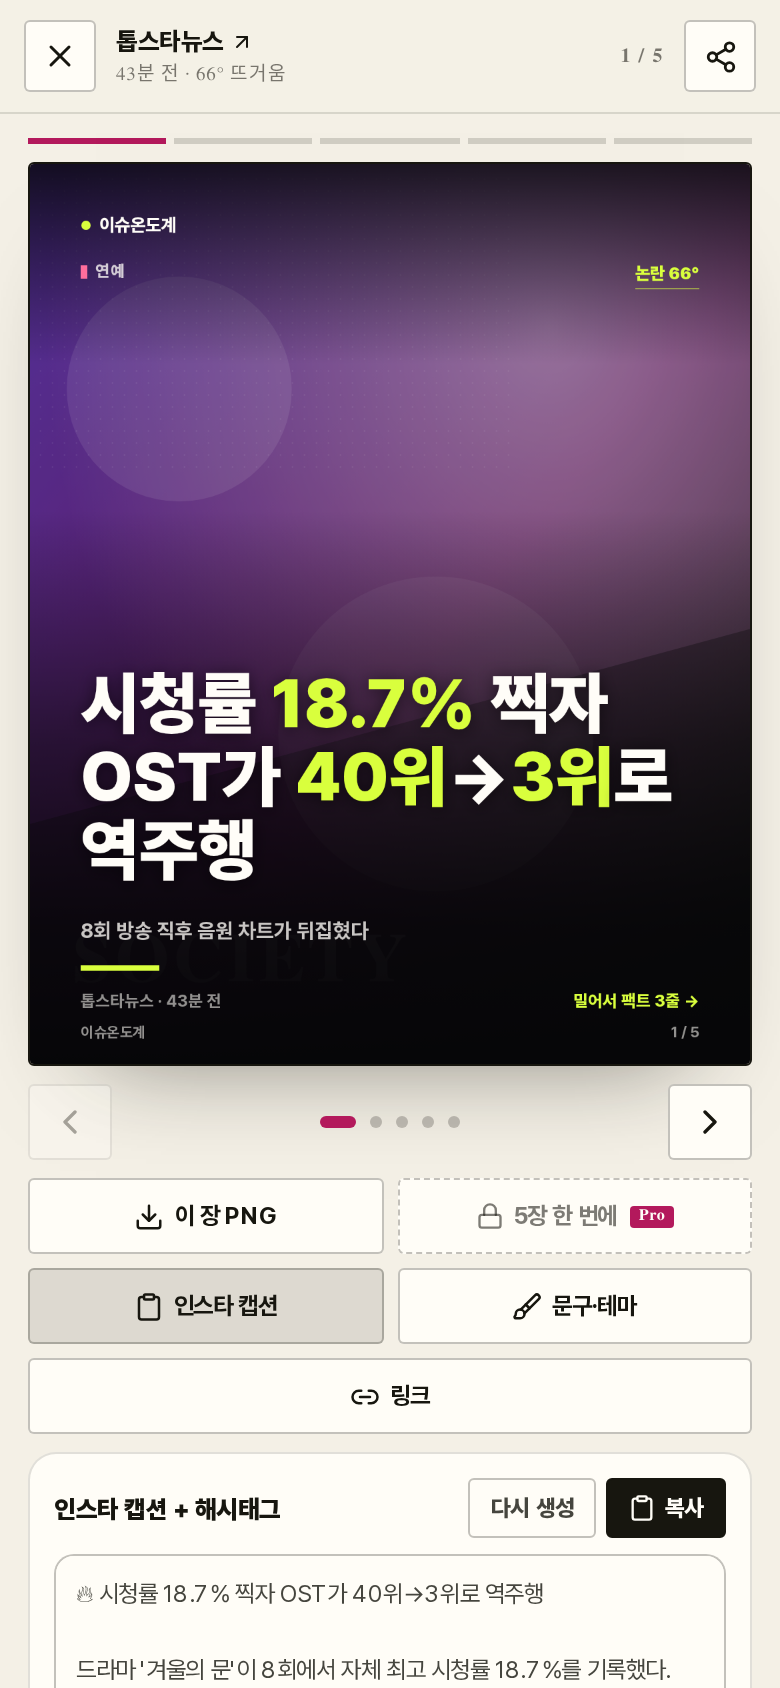 톱스타뉴스
43분 전 · 66° 뜨거움
1 / 5
이슈온도계
연예
논란 66°
시청률 18.7% 찍자
OST가 40위→3위로
역주행
8회 방송 직후 음원 차트가 뒤집혔다
SOCIETY
톱스타뉴스 · 43분 전
밀어서 팩트 3줄 →
이슈온도계
1 / 5
이 장 PNG
5장 한 번에 Pro
인스타 캡션
문구·테마
링크
인스타 캡션 + 해시태그
다시 생성
복사
🔥 시청률 18.7% 찍자 OST가 40위→3위로 역주행
드라마 '겨울의 문'이 8회에서 자체 최고 시청률 18.7%를 기록했다.